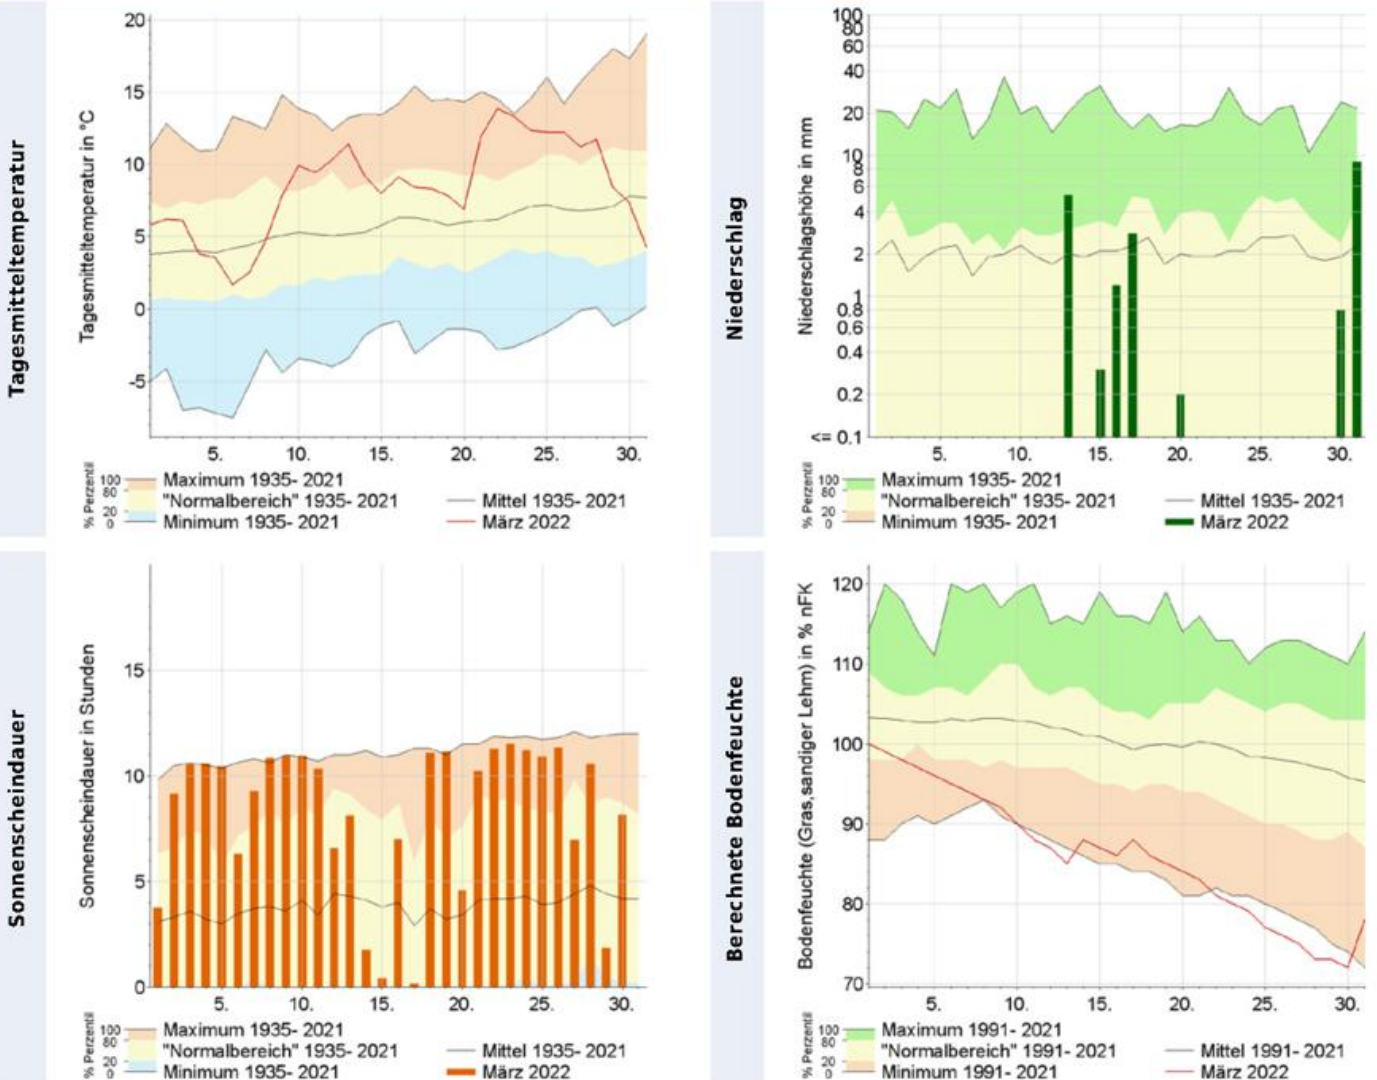 Tagesmitteltemperatur
Tagesmitteltemperatur in °C
20
15
10
5
0
-5
5. 10. 15. 20. 25. 30.
% Perzentil
100
80
20
0
Maximum 1935- 2021
"Normalbereich" 1935- 2021
Minimum 1935- 2021
Mittel 1935- 2021
März 2022
Niederschlag
Niederschlagshöhe in mm
100
80
60
40
20
10
8
6
4
2
1
0.8
0.6
0.4
0.2
<= 0.1
5. 10. 15. 20. 25. 30.
% Perzentil
100
80
20
0
Maximum 1935- 2021
"Normalbereich" 1935- 2021
Minimum 1935- 2021
Mittel 1935- 2021
März 2022
Sonnenscheindauer
Sonnenscheindauer in Stunden
15
10
5
0
5. 10. 15. 20. 25. 30.
% Perzentil
100
80
20
0
Maximum 1935- 2021
"Normalbereich" 1935- 2021
Minimum 1935- 2021
Mittel 1935- 2021
März 2022
Berechnete Bodenfeuchte
Bodenfeuchte (Gras,sandiger Lehm) in % nFK
120
110
100
90
80
70
5. 10. 15. 20. 25. 30.
% Perzentil
100
80
20
0
Maximum 1991- 2021
"Normalbereich" 1991- 2021
Minimum 1991- 2021
Mittel 1991- 2021
März 2022